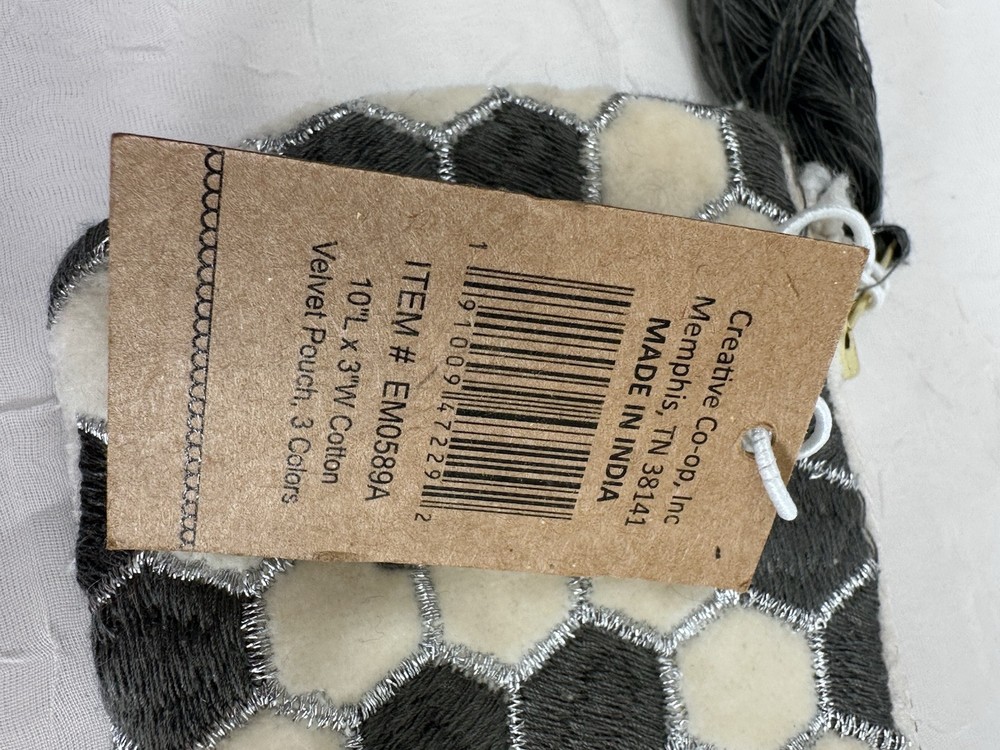 Creative Co-op, Inc
Memphis, TN 38141
MADE IN INDIA
1 91009 47229 2
ITEM # EM0589A
10"L x 3"W Cotton
Velvet Pouch, 3 Colors